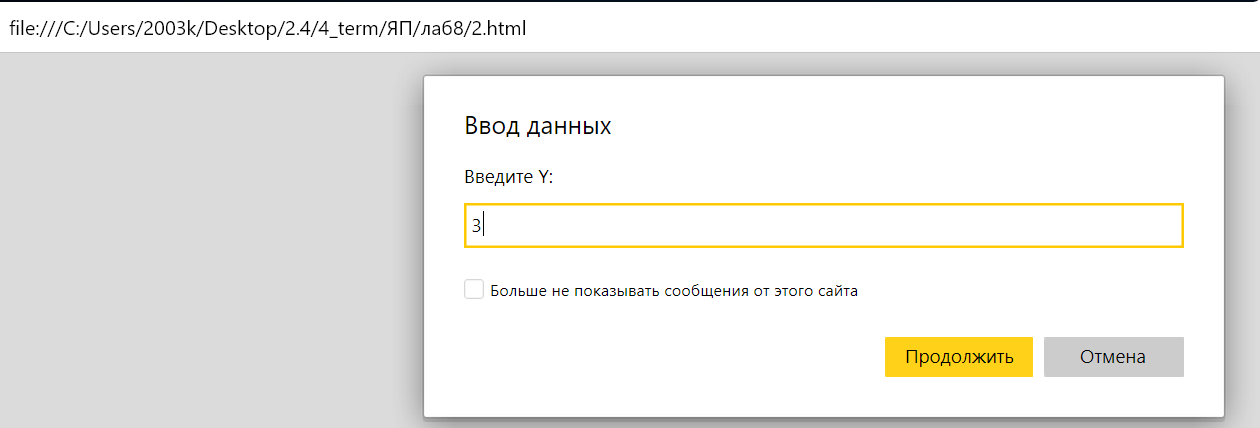 file:///C:/Users/2003k/Desktop/2.4/4_term/ЯП/лаб8/2.html
Ввод данных
Введите Y:
3
Больше не показывать сообщения от этого сайта
Продолжить Отмена